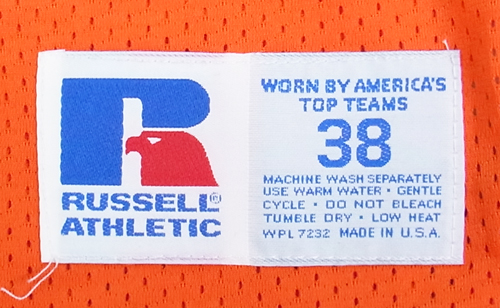 RUSSELL®
ATHLETIC
WORN BY AMERICA'S
TOP TEAMS
38
MACHINE WASH SEPARATELY
USE WARM WATER · GENTLE
CYCLE · DO NOT BLEACH
TUMBLE DRY · LOW HEAT
WPL 7232 MADE IN U.S.A.